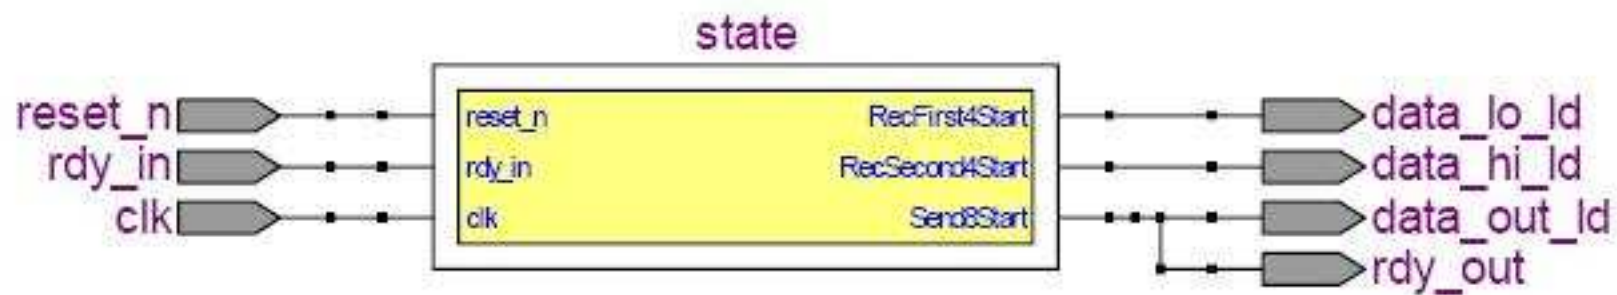 state
reset_n reset_n RecFirst4Start data_lo_ld
rdy_in rdy_in RecSecond4Start data_hi_ld
clk clk Send8Start data_out_ld
rdy_out